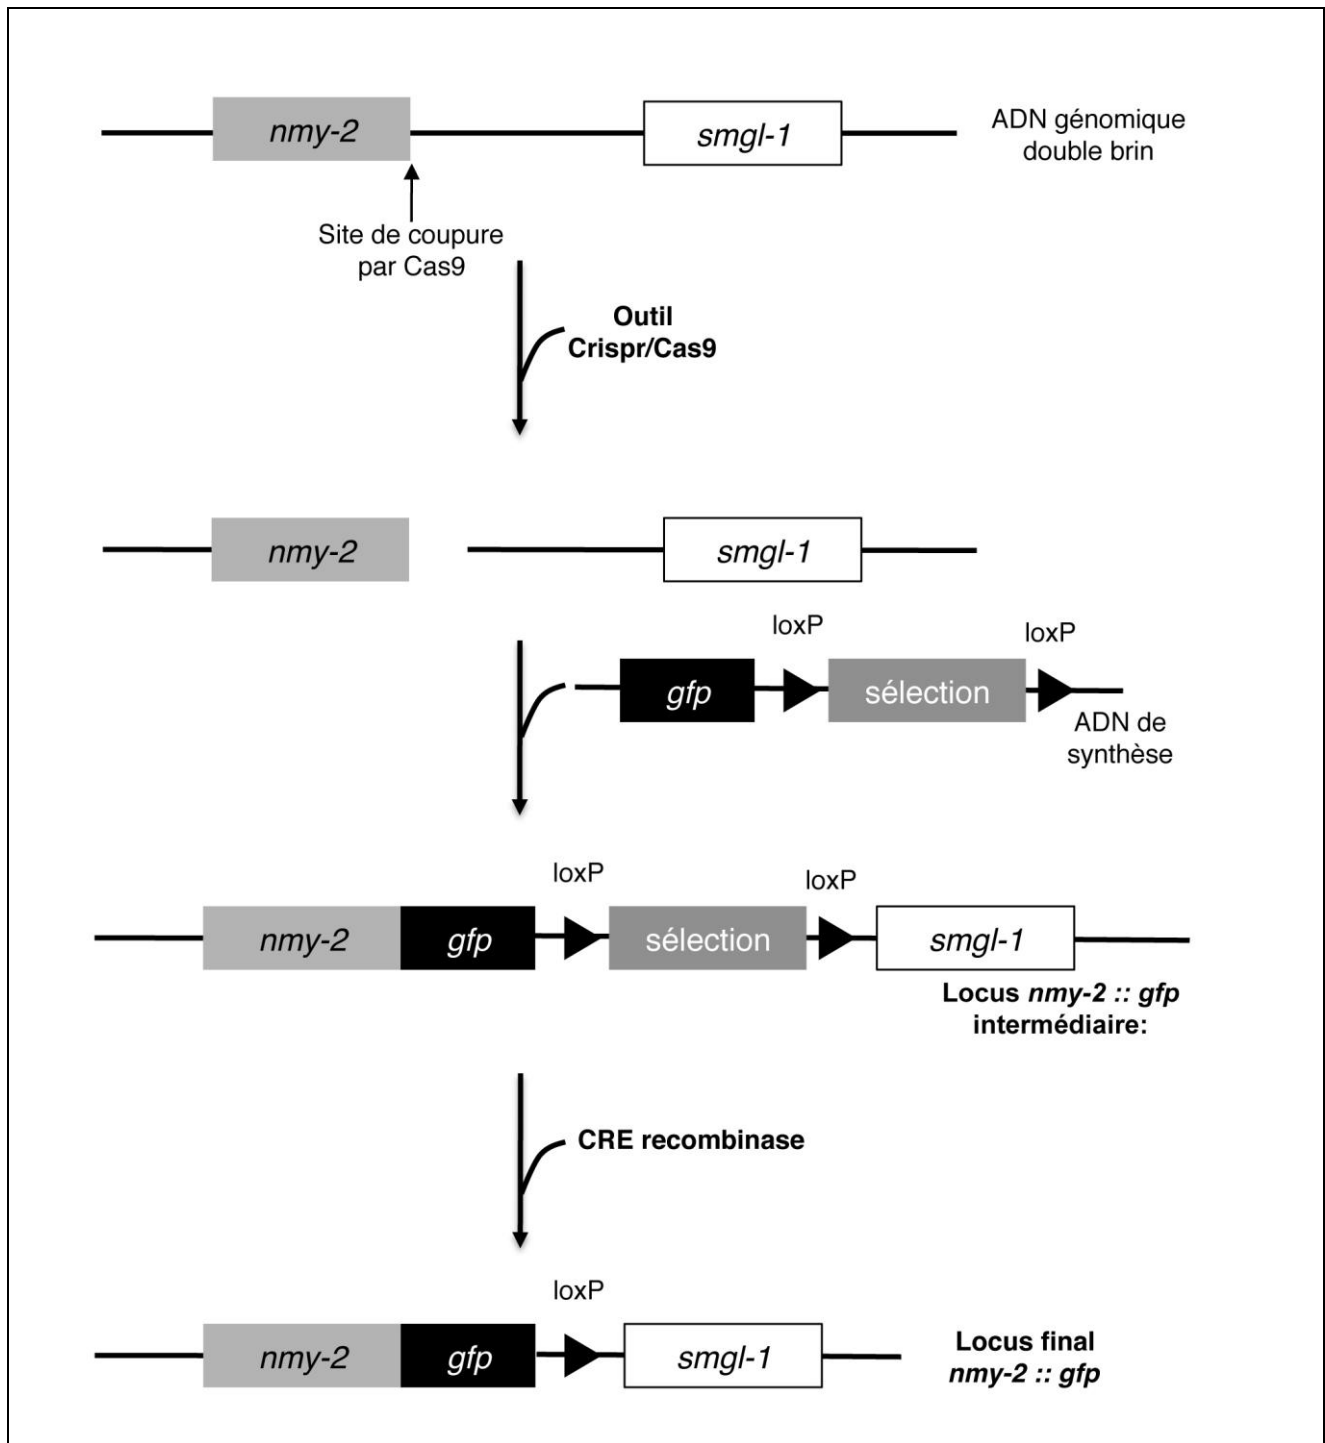 nmy-2
smgl-1
ADN génomique
double brin
Site de coupure
par Cas9
Outil
Crispr/Cas9
nmy-2
smgl-1
loxP
loxP
gfp
sélection
ADN de
synthèse
loxP
loxP
nmy-2
gfp
sélection
smgl-1
Locus nmy-2 :: gfp
intermédiaire:
CRE recombinase
loxP
nmy-2
gfp
smgl-1
Locus final
nmy-2 :: gfp